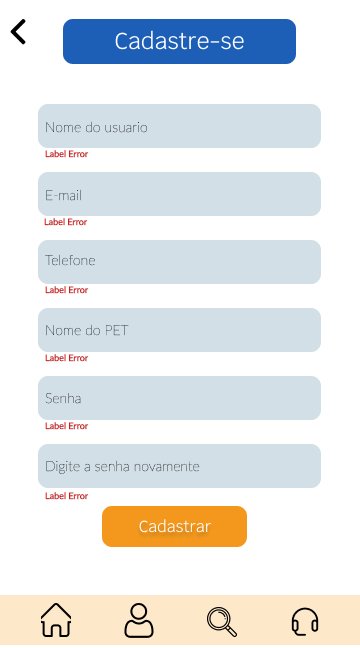 Cadastre-se
Nome do usuario
Label Error
E-mail
Label Error
Telefone
Label Error
Nome do PET
Label Error
Senha
Label Error
Digite a senha novamente
Label Error
Cadastrar